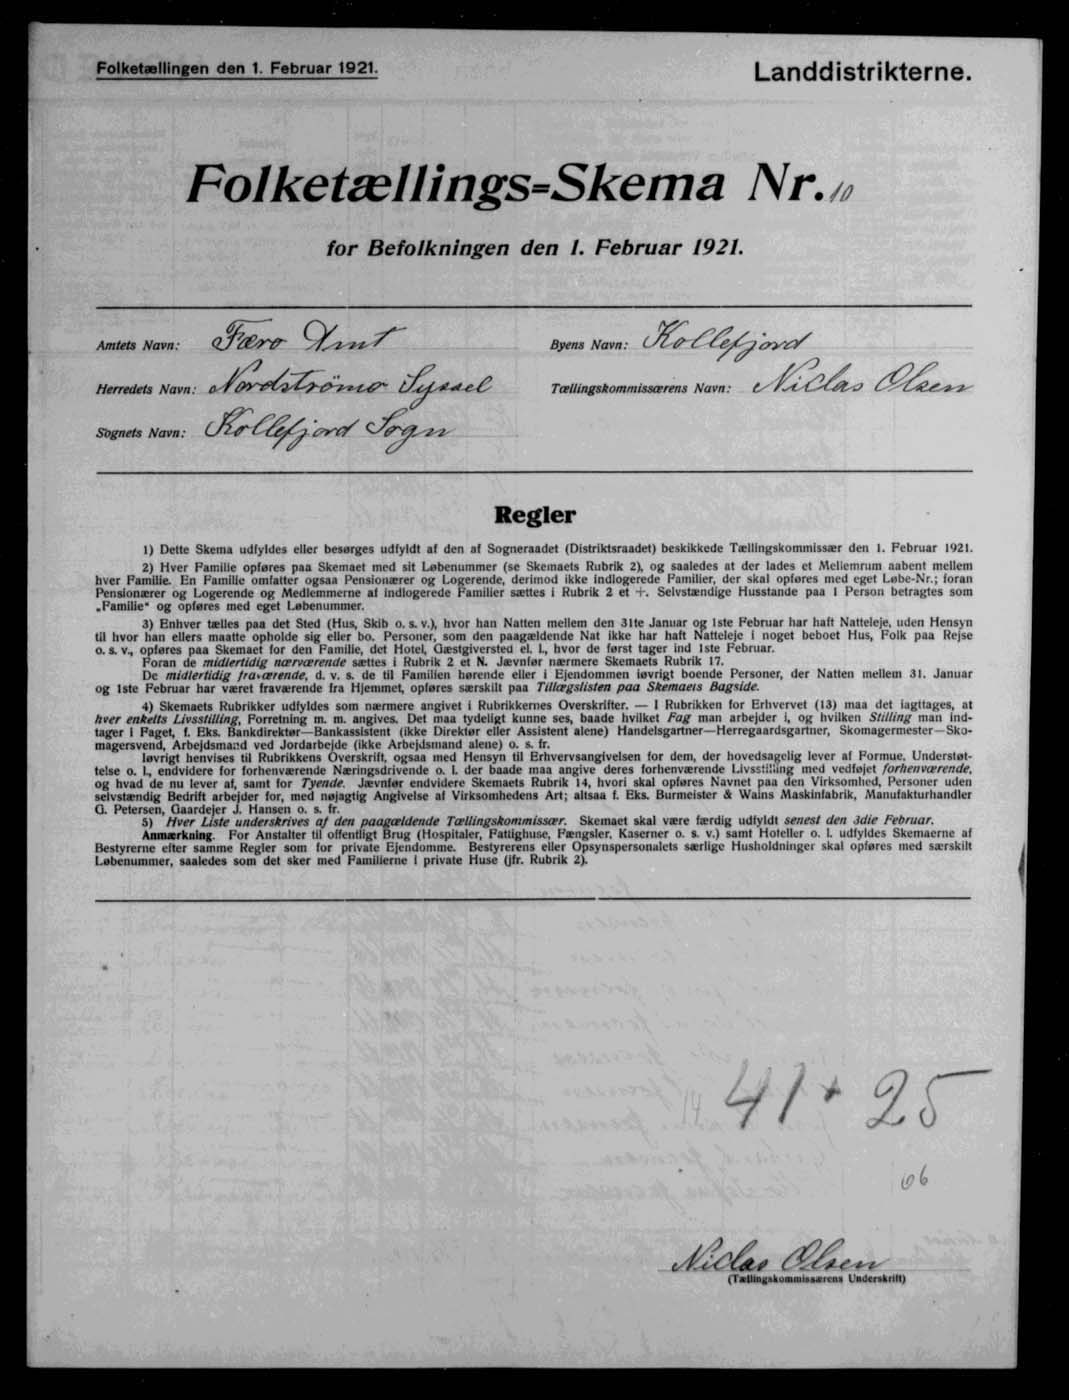 Folketællingen den 1. Februar 1921.
Landdistrikterne.
Folketællings=Skema Nr. 10
for Befolkningen den 1. Februar 1921.
Amtets Navn: Færo Amt
Byens Navn: Kollefjord
Herredets Navn: Nordströmo Syssel
Tællingskommissærens Navn: Niclas Olsen
Sognets Navn: Kollefjord Sogn
Regler
1) Dette Skema udfyldes eller besørges udfyldt af den af Sogneraadet (Distriktsraadet) beskikkede Tællingskommissær den 1. Februar 1921.
2) Hver Familie opføres paa Skemaet med sit Løbenummer (se Skemaets Rubrik 2), og saaledes at der lades et Mellemrum aabent mellem
hver Familie. En Familie omfatter ogsaa Pensionærer og Logerende, derimod ikke indlogerede Familier, der skal opføres med eget Løbe-Nr.; foran
Pensionærer og Logerende og Medlemmerne af indlogerede Familier sættes i Rubrik 2 et +. Selvstændige Husstande paa 1 Person betragtes som
„Familie“ og opføres med eget Løbenummer.
3) Enhver tælles paa det Sted (Hus, Skib o. s. v.), hvor han Natten mellem den 31te Januar og 1ste Februar har haft Natteleje, uden Hensyn
til hvor han ellers maatte opholde sig eller bo. Personer, som den paagældende Nat ikke har haft Natteleje i noget beboet Hus, Folk paa Rejse
o. s. v., opføres paa Skemaet for den Familie, det Hotel, Gæstgiversted el. l., hvor de først tager ind 1ste Februar.
Foran de midlertidig nærværende sættes i Rubrik 2 et N. Jævnfør nærmere Skemaets Rubrik 17.
De midlertidig fraværende, d. v. s. de til Familien hørende eller i Ejendommen iøvrigt boende Personer, der Natten mellem 31. Januar
og 1ste Februar har været fraværende fra Hjemmet, opføres særskilt paa Tillægslisten paa Skemaets Bagside.
4) Skemaets Rubrikker udfyldes som nærmere angivet i Rubrikkernes Overskrifter. — I Rubrikken for Erhvervet (13) maa det iagttages, at
hver enkelts Livsstilling, Forretning m. m. angives. Det maa tydeligt kunne ses, baade hvilket Fag man arbejder i, og hvilken Stilling man ind-
tager i Faget, f. Eks. Bankdirektør—Bankassistent (ikke Direktør eller Assistent alene) Handelsgartner—Herregaardsgartner, Skomagermester—Sko-
magersvend, Arbejdsmand ved Jordarbejde (ikke Arbejdsmand alene) o. s. fr.
Iøvrigt henvises til Rubrikkens Overskrift, ogsaa med Hensyn til Erhvervsangivelsen for dem, der hovedsagelig lever af Formue, Understøt-
telse o. l., endvidere for forhenværende Næringsdrivende o. l. der baade maa angive deres forhenværende Livsstilling med vedføjet forhenværende,
og hvad de nu lever af, samt for Tyende. Jævnfør endvidere Skemaets Rubrik 14, hvori skal opføres Navnet paa den Virksomhed, Personer uden
selvstændig Bedrift arbejder for, med nøjagtig Angivelse af Virksomhedens Art; altsaa f. Eks. Burmeister & Wains Maskinfabrik, Manufakturhandler
G. Petersen, Gaardejer J. Hansen o. s. fr.
5) Hver Liste underskrives af den paagældende Tællingskommissær. Skemaet skal være færdig udfyldt senest den 3die Februar.
Anmærkning. For Anstalter til offentligt Brug (Hospitaler, Fattighuse, Fængsler, Kaserner o. s. v.) samt Hoteller o. l. udfyldes Skemaerne af
Bestyrerne efter samme Regler som for private Ejendomme. Bestyrerens eller Opsynspersonalets særlige Husholdninger skal opføres med særskilt
Løbenummer, saaledes som det sker med Familierne i private Huse (jfr. Rubrik 2).
14 41+25
66
Niclas Olsen
(Tællingskommissærens Underskrift)